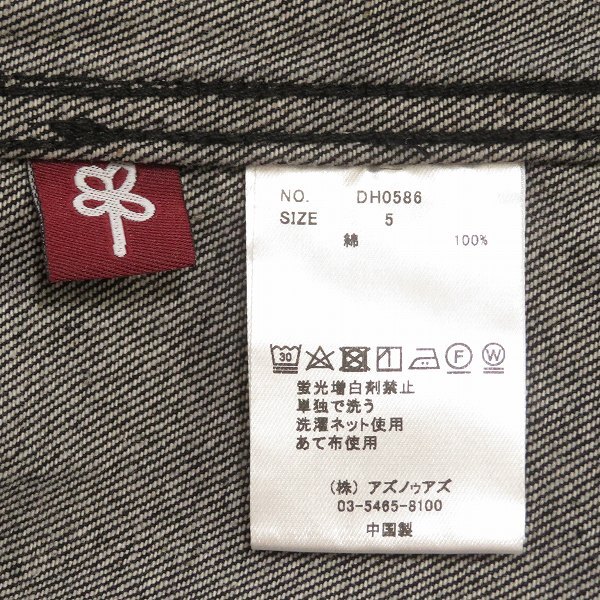 NO. DH0586
SIZE 5
綿 100%
30 F W
蛍光増白剤禁止
単独で洗う
洗濯ネット使用
あて布使用
(株) アズノゥアズ
03-5465-8100
中国製